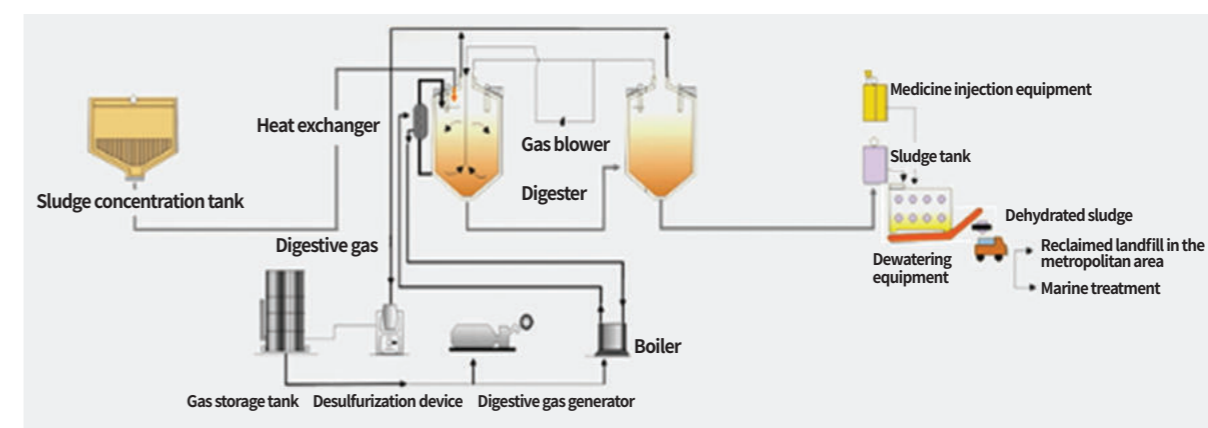 Medicine injection equipment
Heat exchanger
Gas blower
Sludge tank
Sludge concentration tank
Digester
Dehydrated sludge
Digestive gas
Reclaimed landfill in the
metropolitan area
Dewatering
equipment
Marine treatment
Boiler
Gas storage tank
Desulfurization device
Digestive gas generator